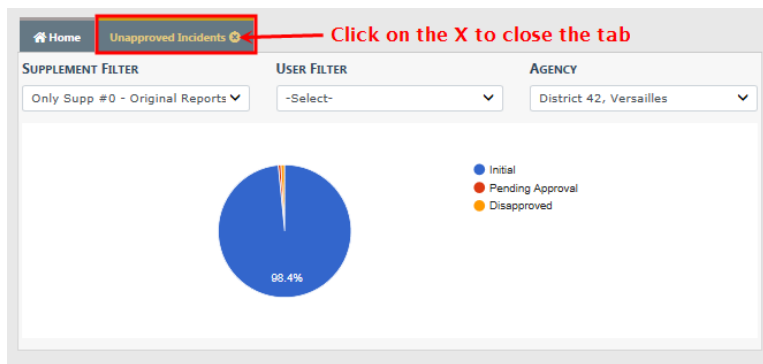 Home
Unapproved Incidents
Click on the X to close the tab
SUPPLEMENT FILTER
USER FILTER
AGENCY
Only Supp #0 - Original Reports
-Select-
District 42, Versailles
Initial
Pending Approval
Disapproved
98.4%